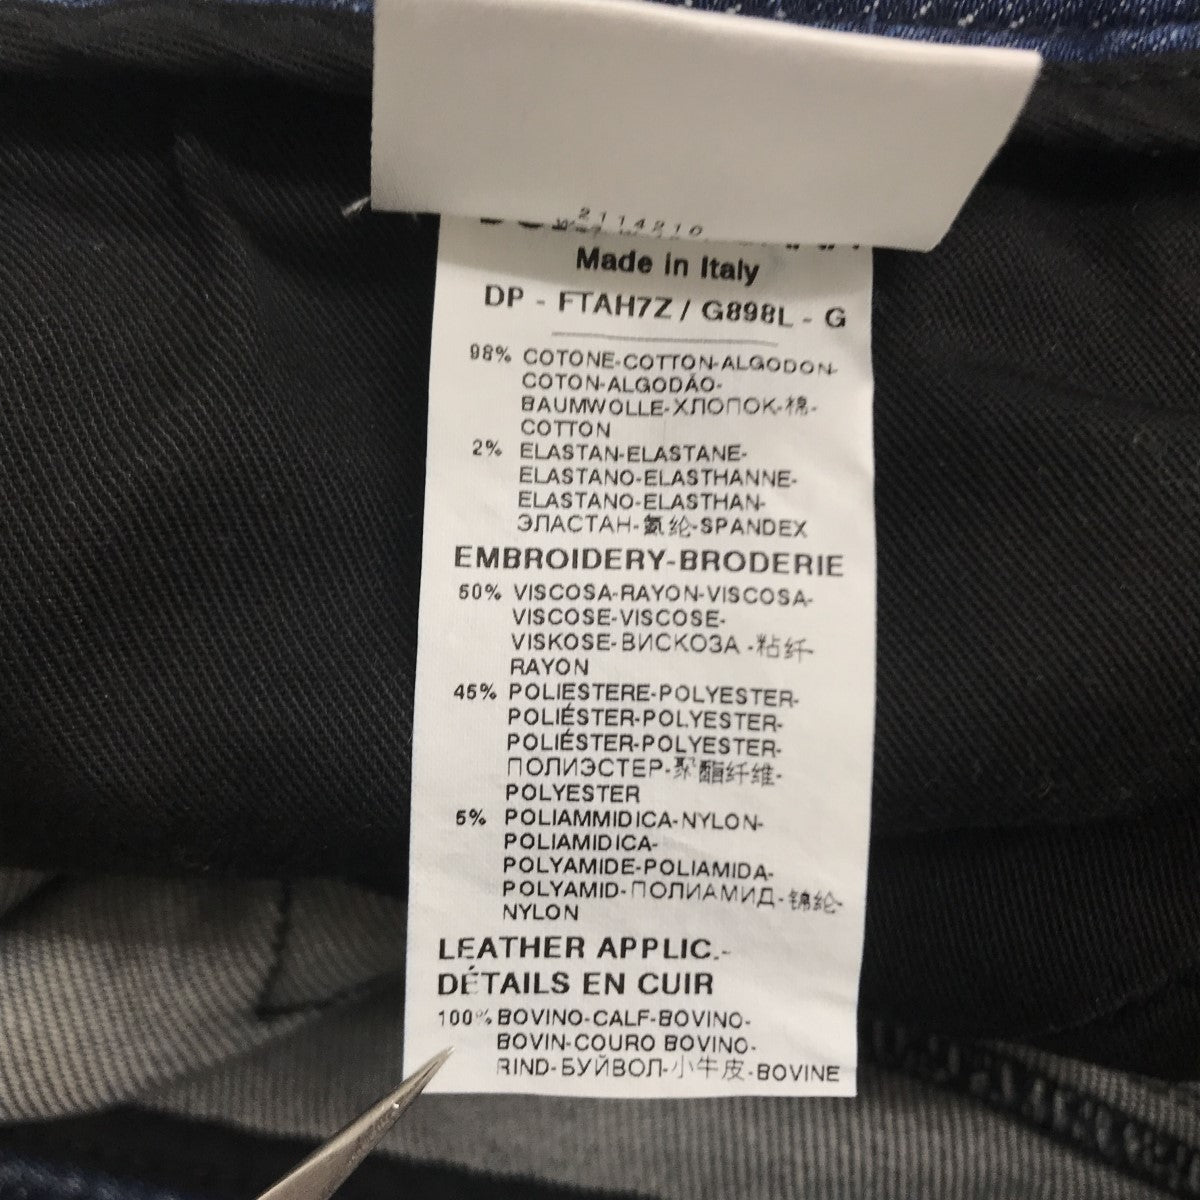 2114210
Made in Italy
DP - FTAH7Z / G898L - G
98% COTONE-COTTON-ALGODON-
COTON-ALGODÃO-
BAUMWOLLE-ХЛОПОК-棉-
COTTON
2% ELASTAN-ELASTANE-
ELASTANO-ELASTHANNE-
ELASTANO-ELASTHAN-
ЭЛАСТАН-氨纶-SPANDEX
EMBROIDERY-BRODERIE
50% VISCOSA-RAYON-VISCOSA-
VISCOSE-VISCOSE-
VISKOSE-ВИСКОЗА -粘纤-
RAYON
45% POLIESTERE-POLYESTER-
POLIÉSTER-POLYESTER-
POLIÉSTER-POLYESTER-
ПОЛИЭСТЕР-聚酯纤维-
POLYESTER
5% POLIAMMIDICA-NYLON-
POLIAMIDICA-
POLYAMIDE-POLIAMIDA-
POLYAMID-ПОЛИАМИД-锦纶-
NYLON
LEATHER APPLIC.-
DÉTAILS EN CUIR
100% BOVINO-CALF-BOVINO-
BOVIN-COURO BOVINO-
RIND-БУЙВОЛ-小牛皮-BOVINE